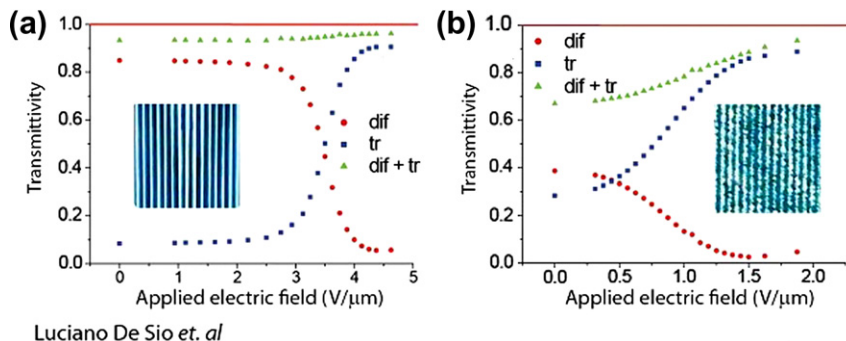 (a)
Transmittivity
1.0
0.8
0.6
0.4
0.2
0.0
dif
tr
dif + tr
0 1 2 3 4 5
Applied electric field (V/μm)
(b)
Transmittivity
1.0
0.8
0.6
0.4
0.2
0.0
dif
tr
dif + tr
0.0 0.5 1.0 1.5 2.0
Applied electric field (V/μm)
Luciano De Sio et. al